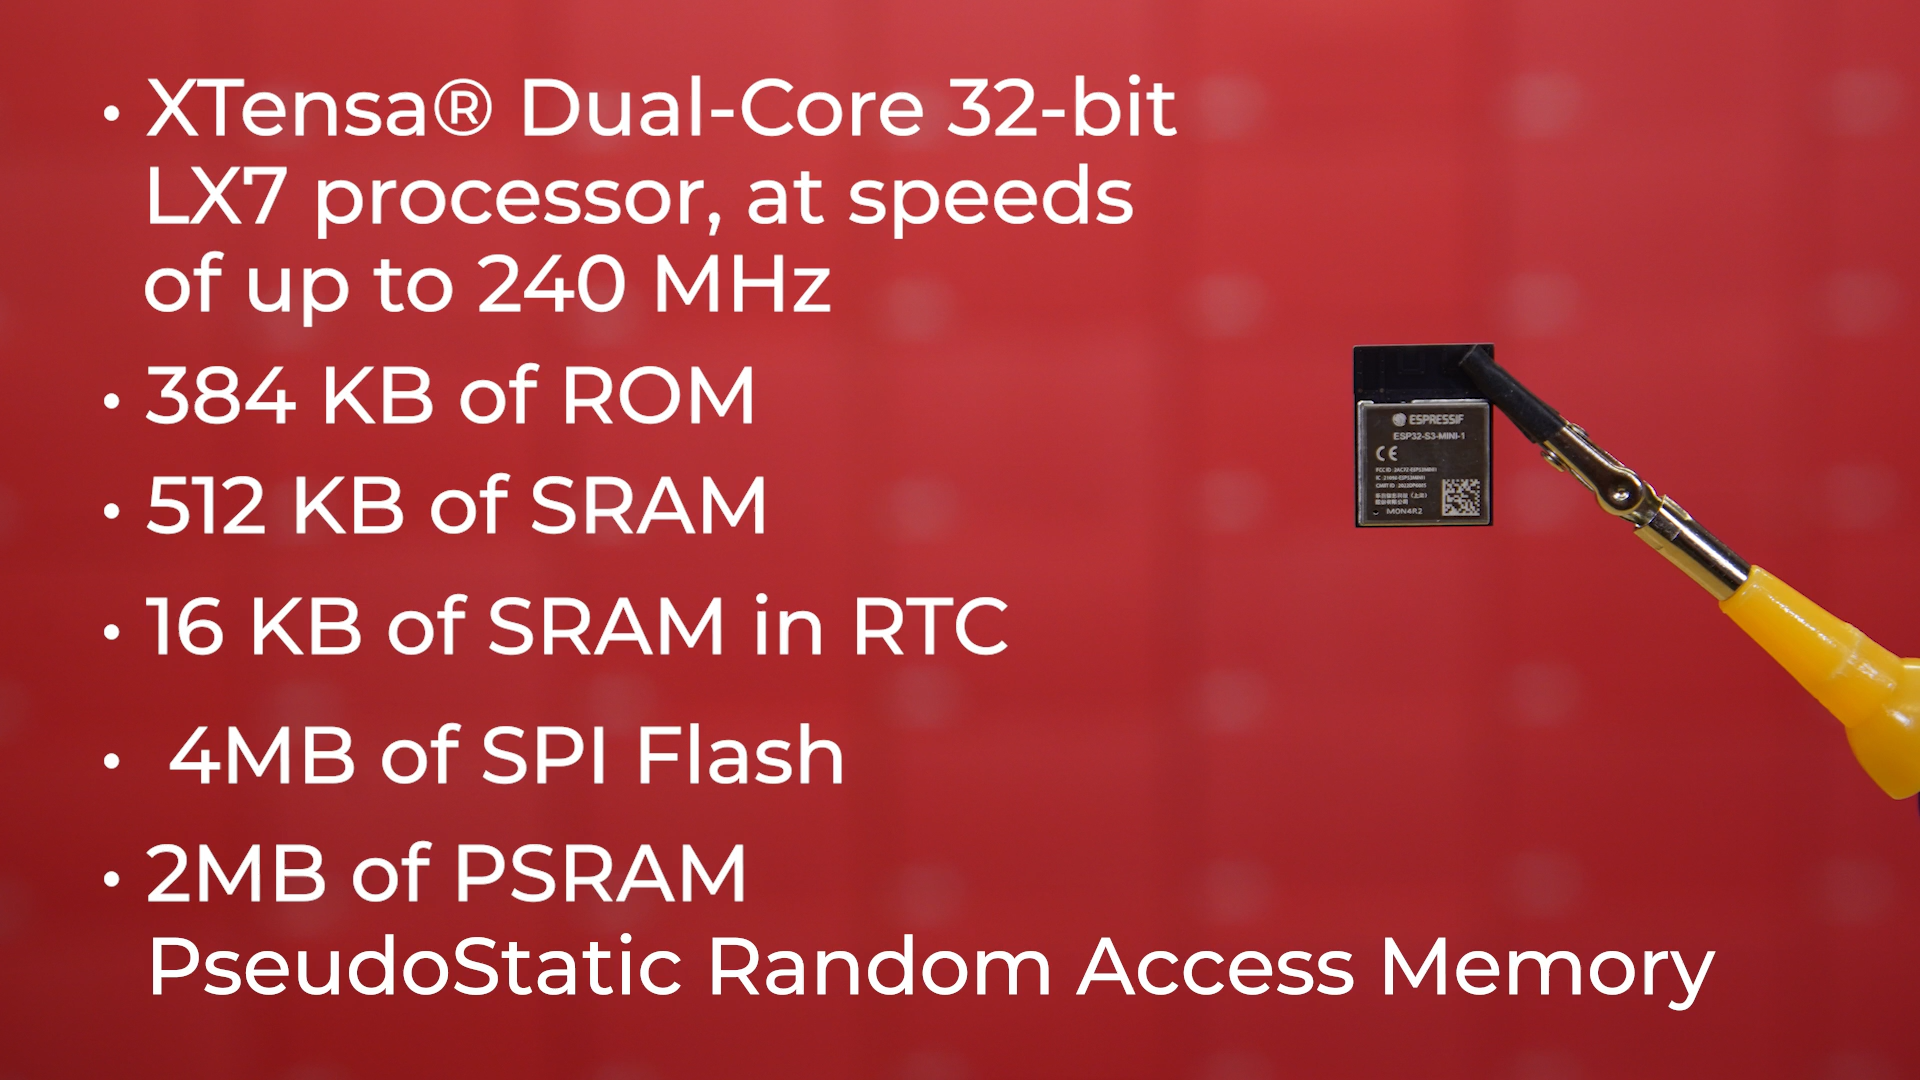 • XTensa® Dual-Core 32-bit
LX7 processor, at speeds
of up to 240 MHz
• 384 KB of ROM
• 512 KB of SRAM
• 16 KB of SRAM in RTC
• 4MB of SPI Flash
• 2MB of PSRAM
PseudoStatic Random Access Memory
ESPRESSIF
ESP32-S3-MINI-1
CE
M0N4R2